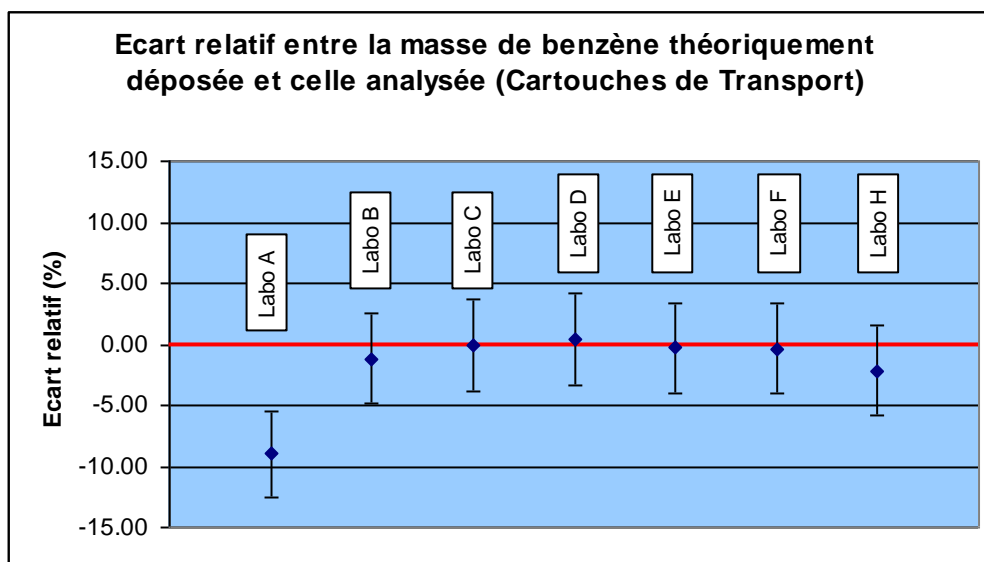 Ecart relatif entre la masse de benzène théoriquement
déposée et celle analysée (Cartouches de Transport)
Ecart relatif (%)
15.00
10.00
5.00
0.00
-5.00
-10.00
-15.00
Labo A
Labo B
Labo C
Labo D
Labo E
Labo F
Labo H